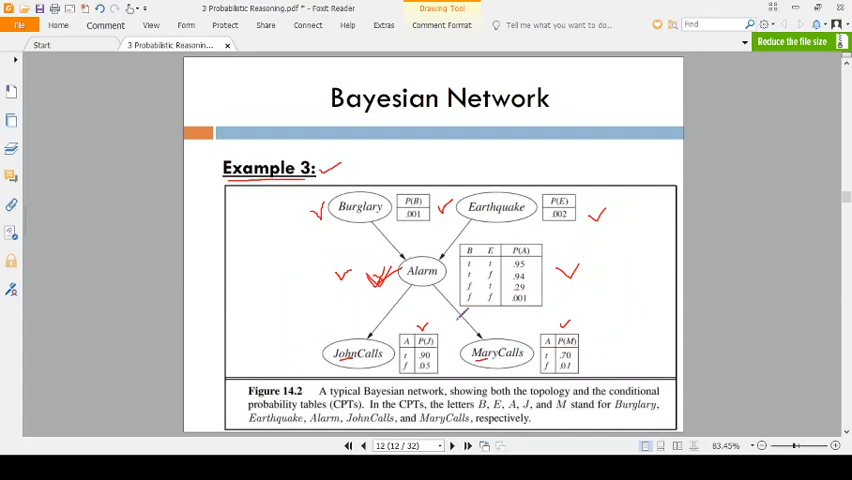 3 Probabilistic Reasoning.pdf * - Foxit Reader
Drawing Tool
File
Home
Comment
View
Form
Protect
Share
Connect
Help
Extras
Comment Format
Tell me what you want to do...
Find
Start
3 Probabilistic Reasonin...
Reduce the file size
Bayesian Network
Example 3:
Burglary
P(B)
.001
Earthquake
P(E)
.002
Alarm
B E P(A)
t t .95
t f .94
f t .29
f f .001
JohnCalls
A P(J)
t .90
f .05
MaryCalls
A P(M)
t .70
f .01
Figure 14.2 A typical Bayesian network, showing both the topology and the conditional
probability tables (CPTs). In the CPTs, the letters B, E, A, J, and M stand for Burglary,
Earthquake, Alarm, JohnCalls, and MaryCalls, respectively.
12 (12 / 32)
83.45%